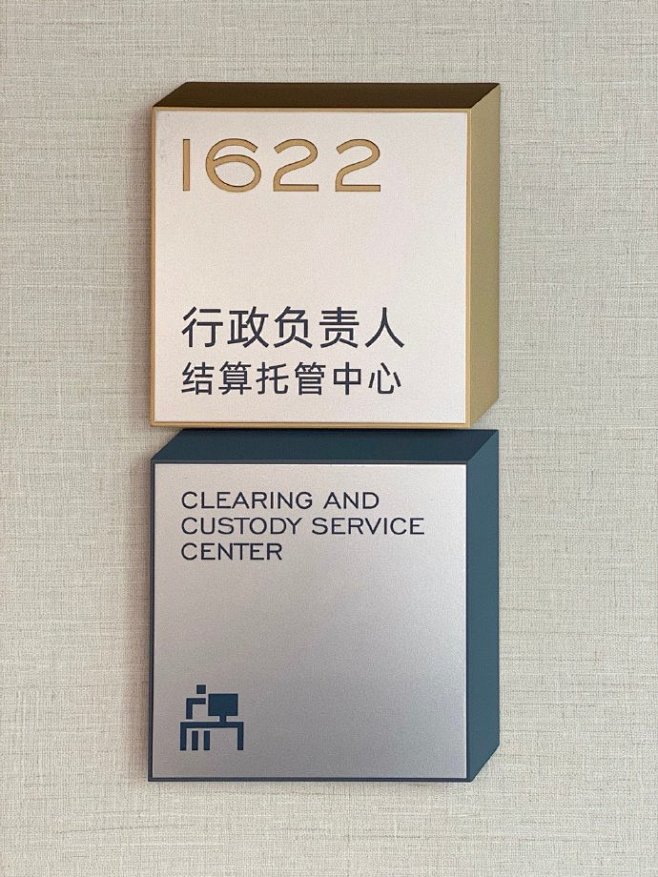 1622
行政负责人
结算托管中心
CLEARING AND
CUSTODY SERVICE
CENTER